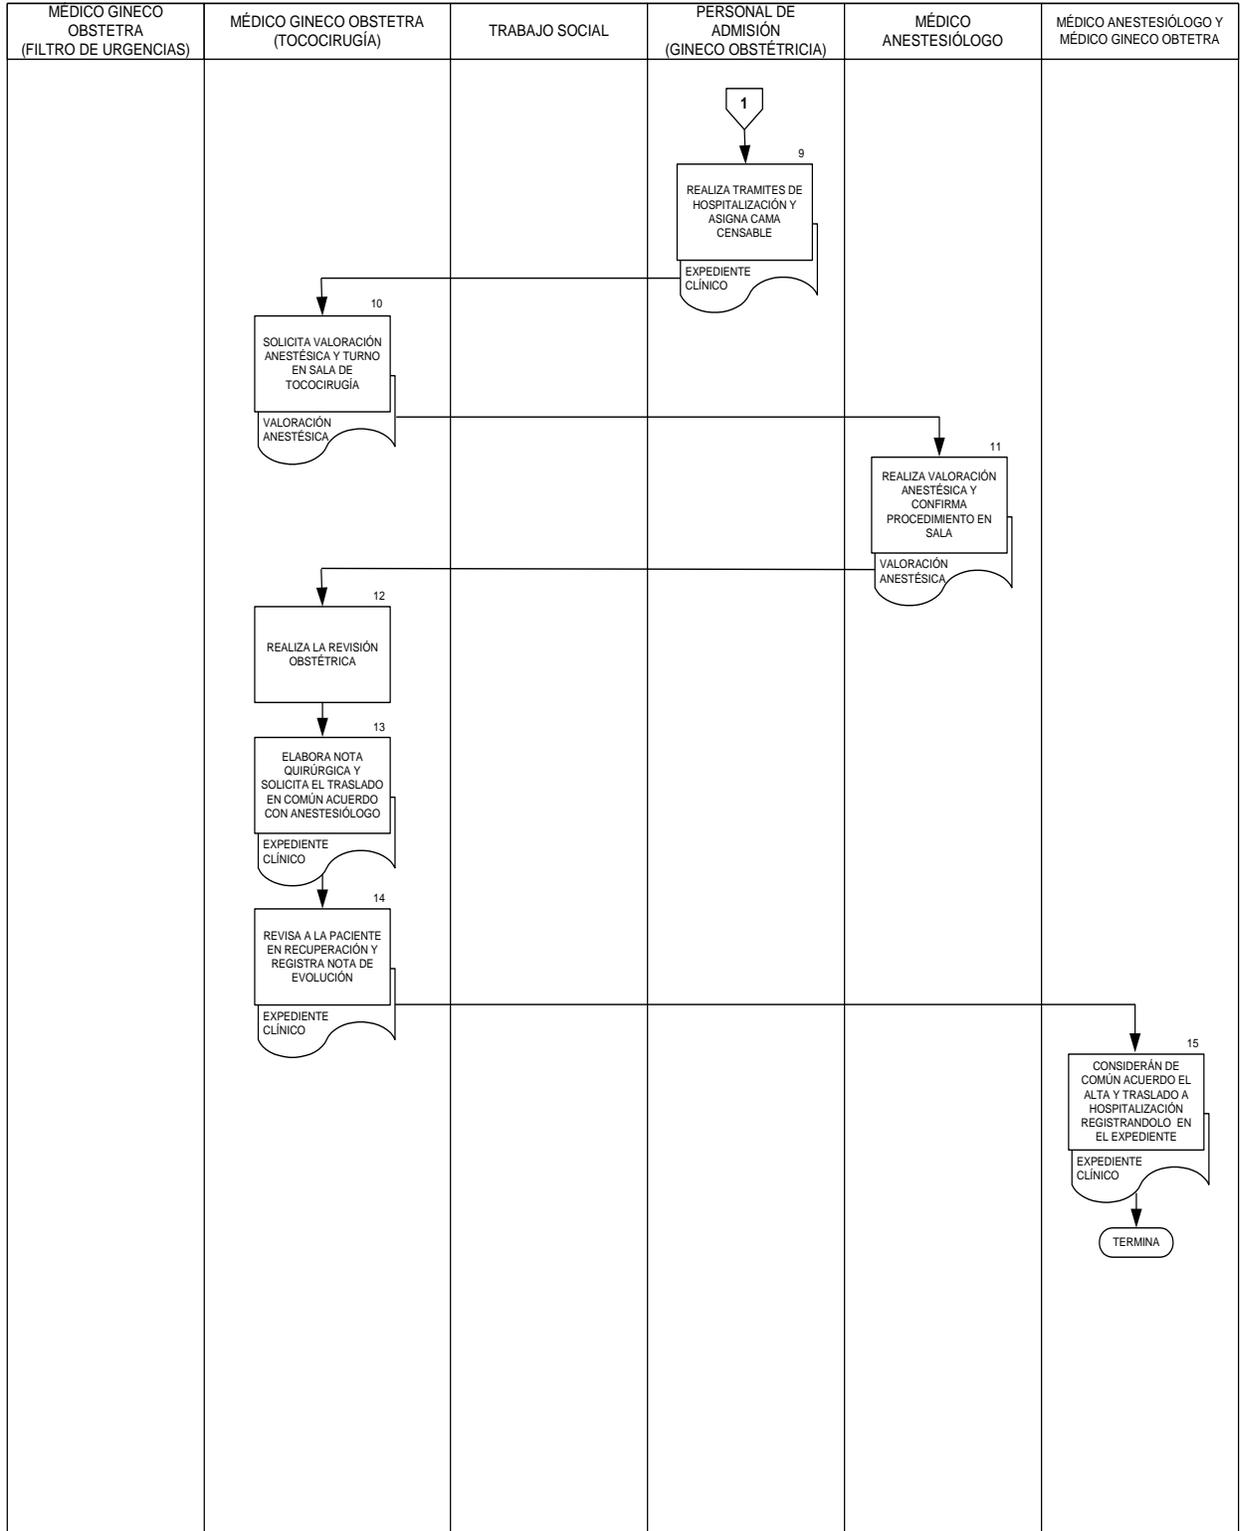 MÉDICO GINECO
OBSTETRA
(FILTRO DE URGENCIAS)
MÉDICO GINECO OBSTETRA
(TOCOCIRUGÍA)
TRABAJO SOCIAL
PERSONAL DE
ADMISIÓN
(GINECO OBSTÉTRICIA)
MÉDICO
ANESTESIÓLOGO
MÉDICO ANESTESIÓLOGO Y
MÉDICO GINECO OBTETRA
1
9
REALIZA TRAMITES DE
HOSPITALIZACIÓN Y
ASIGNA CAMA
CENSABLE
EXPEDIENTE
CLÍNICO
10
SOLICITA VALORACIÓN
ANESTÉSICA Y TURNO
EN SALA DE
TOCOCIRUGÍA
VALORACIÓN
ANESTÉSICA
11
REALIZA VALORACIÓN
ANESTÉSICA Y
CONFIRMA
PROCEDIMIENTO EN
SALA
VALORACIÓN
ANESTÉSICA
12
REALIZA LA REVISIÓN
OBSTÉTRICA
13
ELABORA NOTA
QUIRÚRGICA Y
SOLICITA EL TRASLADO
EN COMÚN ACUERDO
CON ANESTESIÓLOGO
EXPEDIENTE
CLÍNICO
14
REVISA A LA PACIENTE
EN RECUPERACIÓN Y
REGISTRA NOTA DE
EVOLUCIÓN
EXPEDIENTE
CLÍNICO
15
CONSIDERÁN DE
COMÚN ACUERDO EL
ALTA Y TRASLADO A
HOSPITALIZACIÓN
REGISTRANDOLO EN
EL EXPEDIENTE
EXPEDIENTE
CLÍNICO
TERMINA